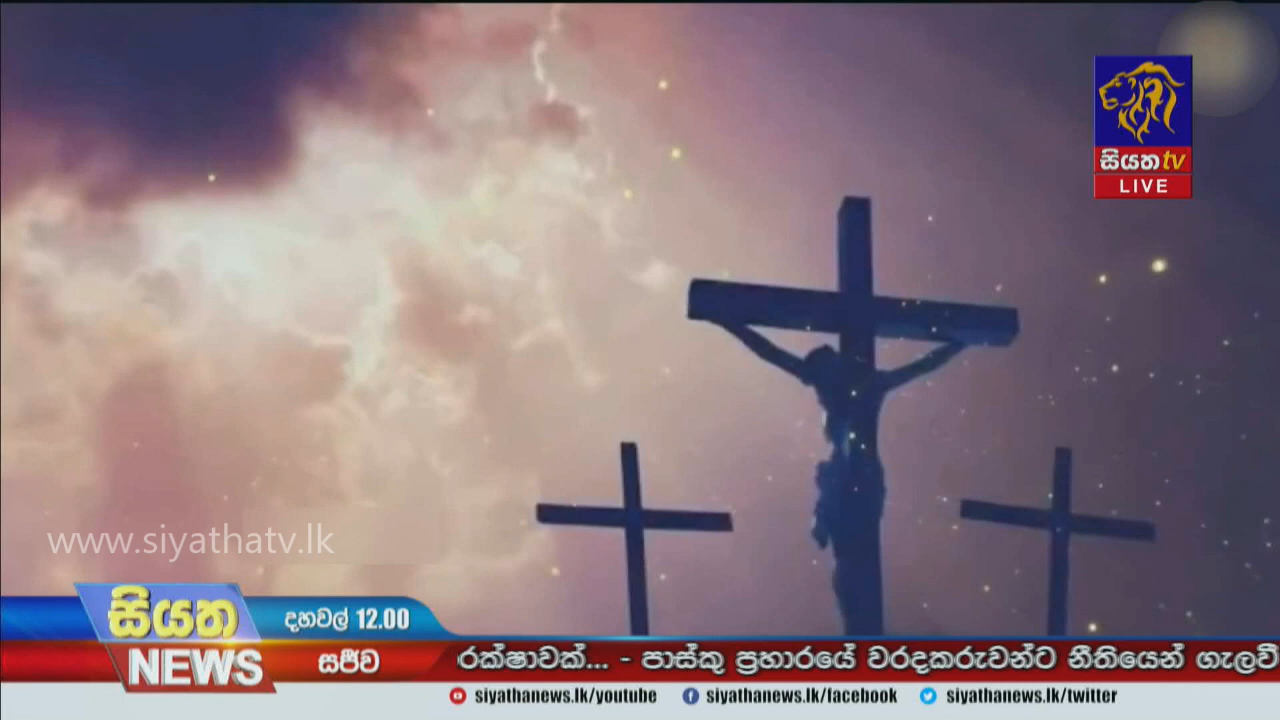 සියත tv
LIVE
www.siyathatv.lk
සියත
NEWS
දහවල් 12.00
සජීව
රක්ෂාවක්... - පාස්කු ප්‍රහාරයේ වරදකරුවන්ට නීතියෙන් ගැලවී
siyathanews.lk/youtube siyathanews.lk/facebook siyathanews.lk/twitter